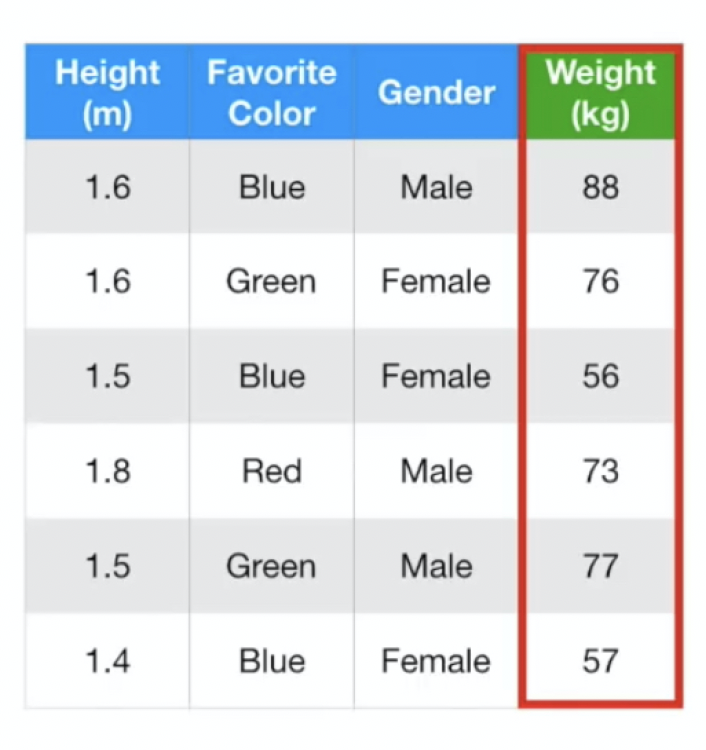 Height (m) Favorite Color Gender Weight (kg)
1.6 Blue Male 88
1.6 Green Female 76
1.5 Blue Female 56
1.8 Red Male 73
1.5 Green Male 77
1.4 Blue Female 57